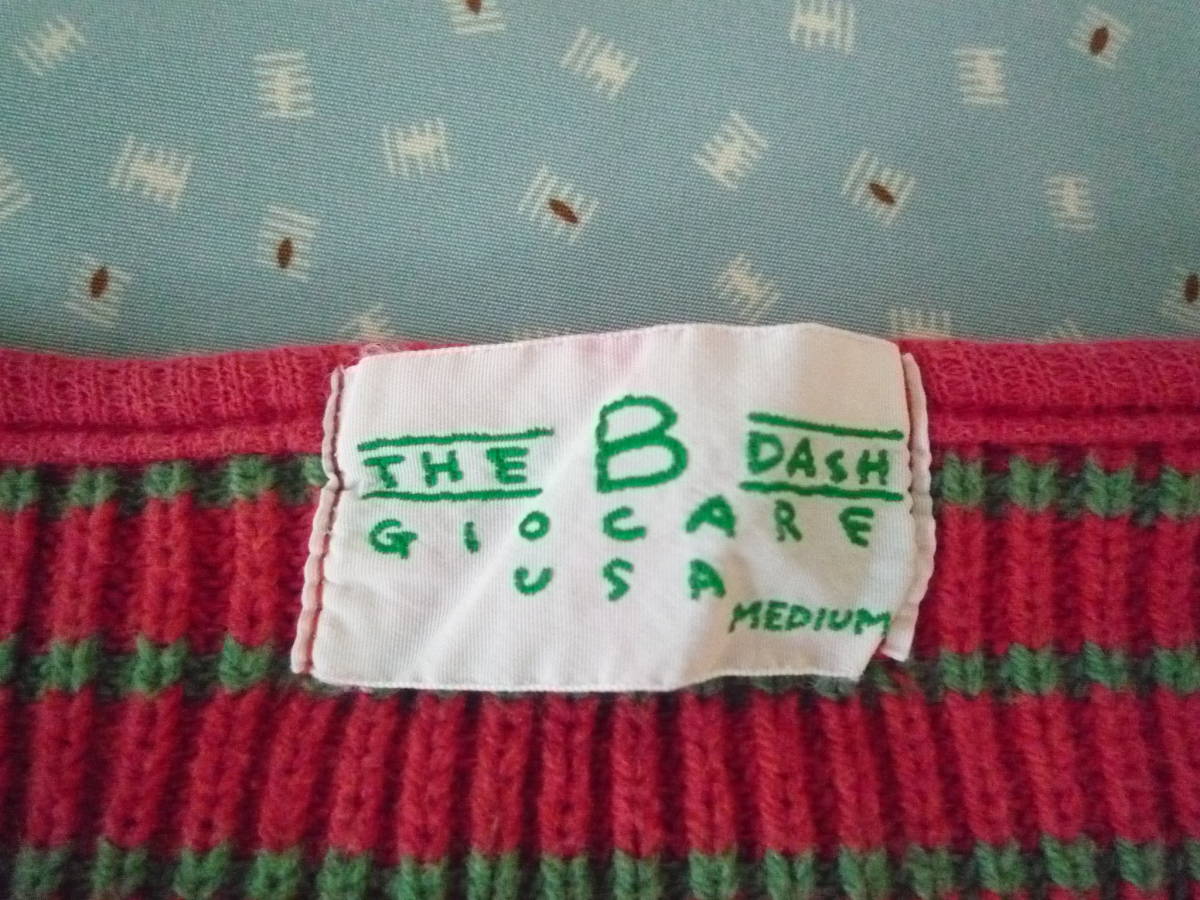 THE B DASH
GIOCARE
USA
MEDIUM